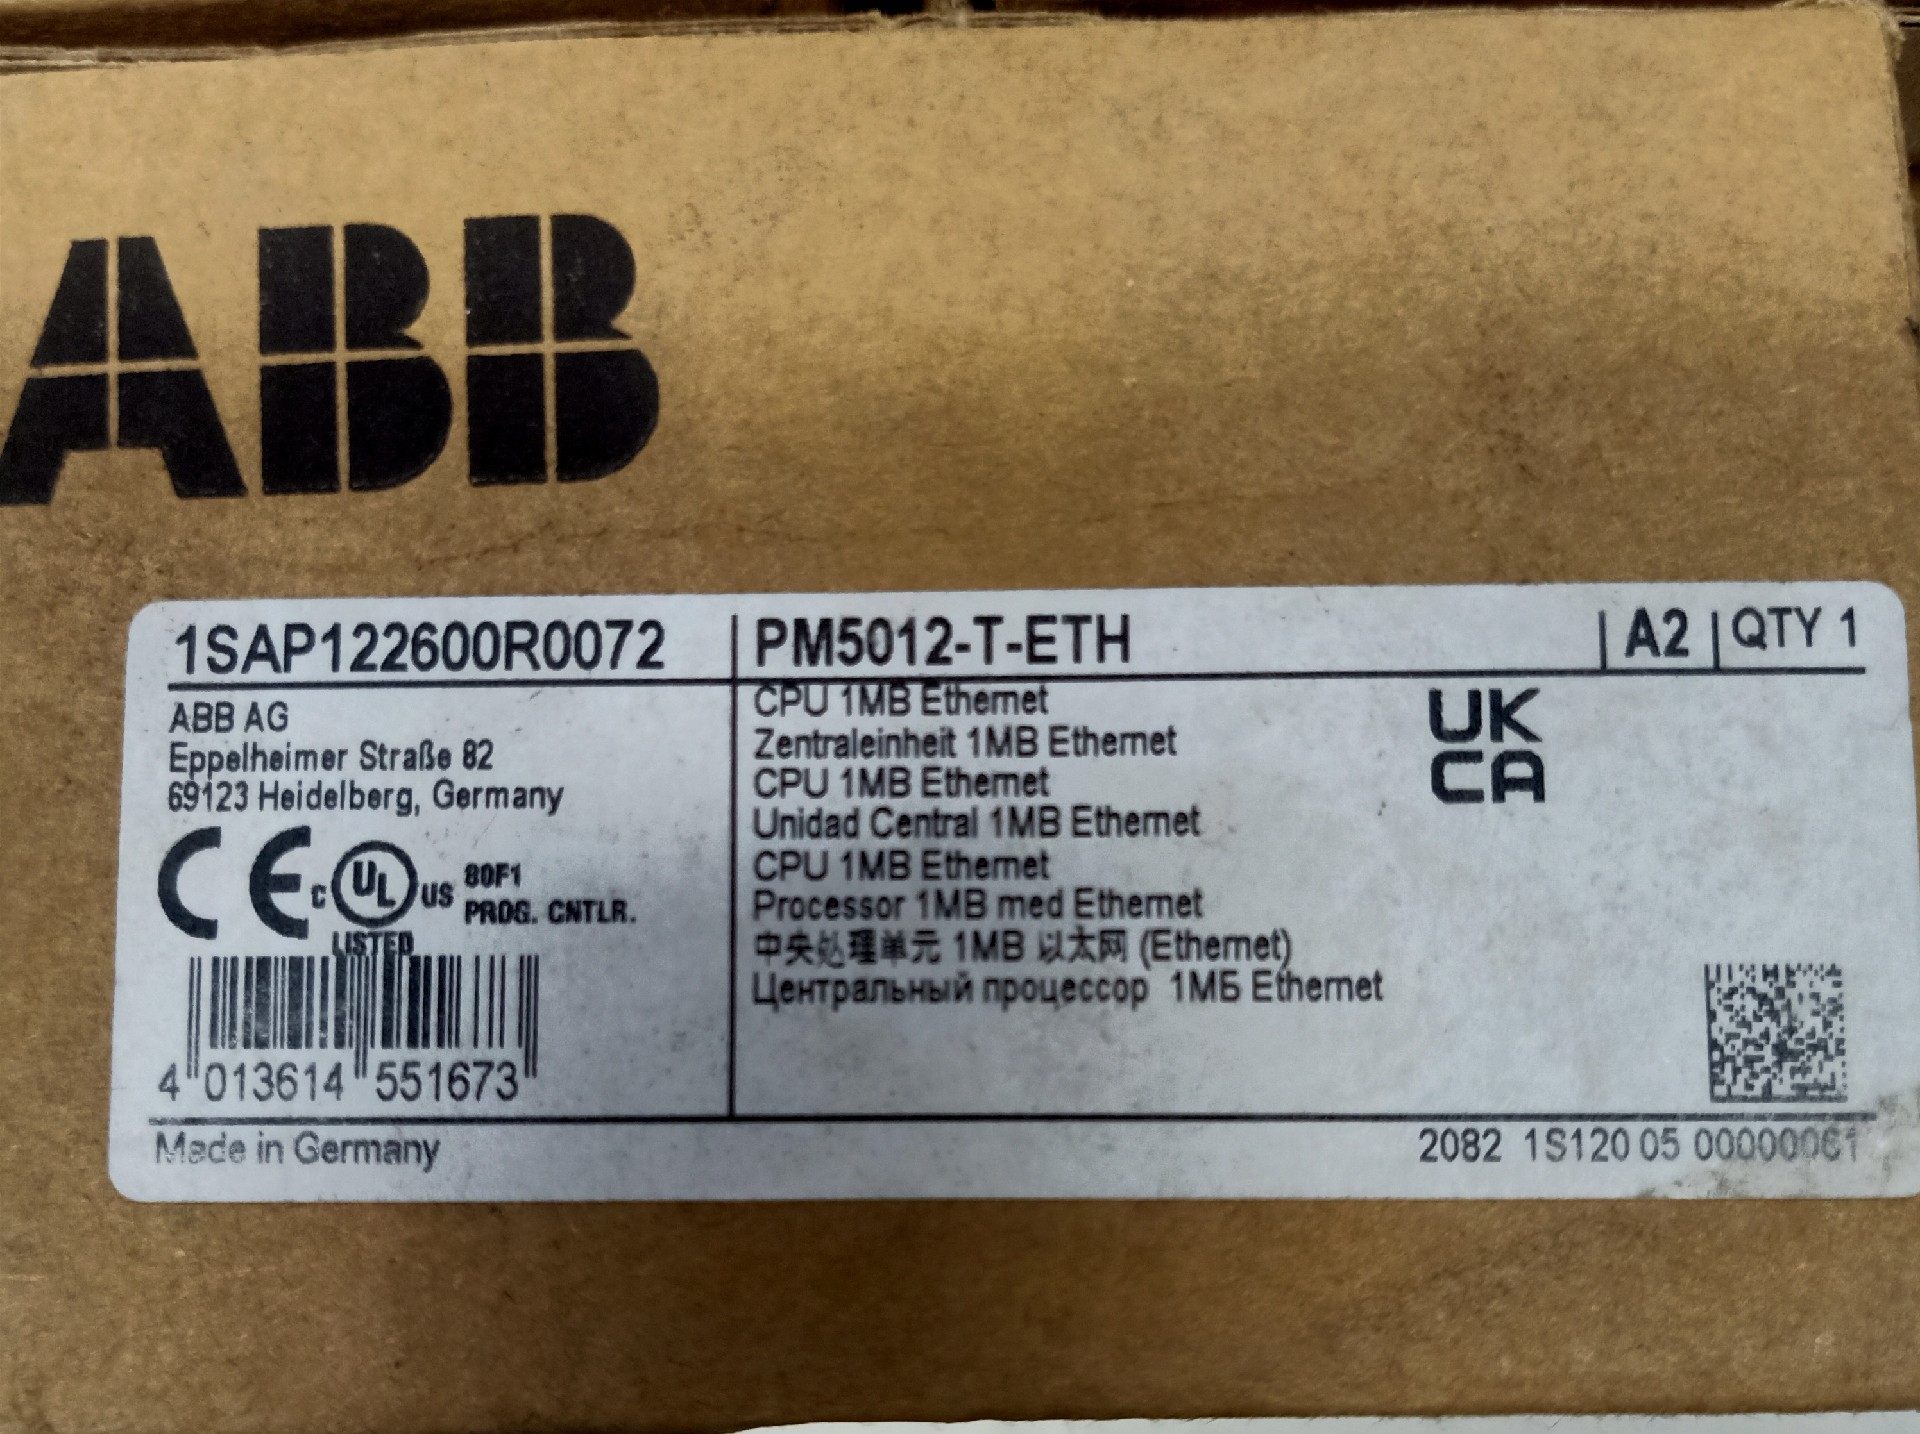 ABB
1SAP122600R0072
PM5012-T-ETH
A2
QTY 1
ABB AG
Eppelheimer Straße 82
69123 Heidelberg, Germany
CE
C UL US
LISTED
80F1
PROG. CNTLR.
4 013614 551673
CPU 1MB Ethernet
Zentraleinheit 1MB Ethernet
CPU 1MB Ethernet
Unidad Central 1MB Ethernet
CPU 1MB Ethernet
Processor 1MB med Ethernet
中央处理单元 1MB 以太网 (Ethernet)
Центральный процессор 1МБ Ethernet
UK
CA
Made in Germany
2082 1S120 05 00000061